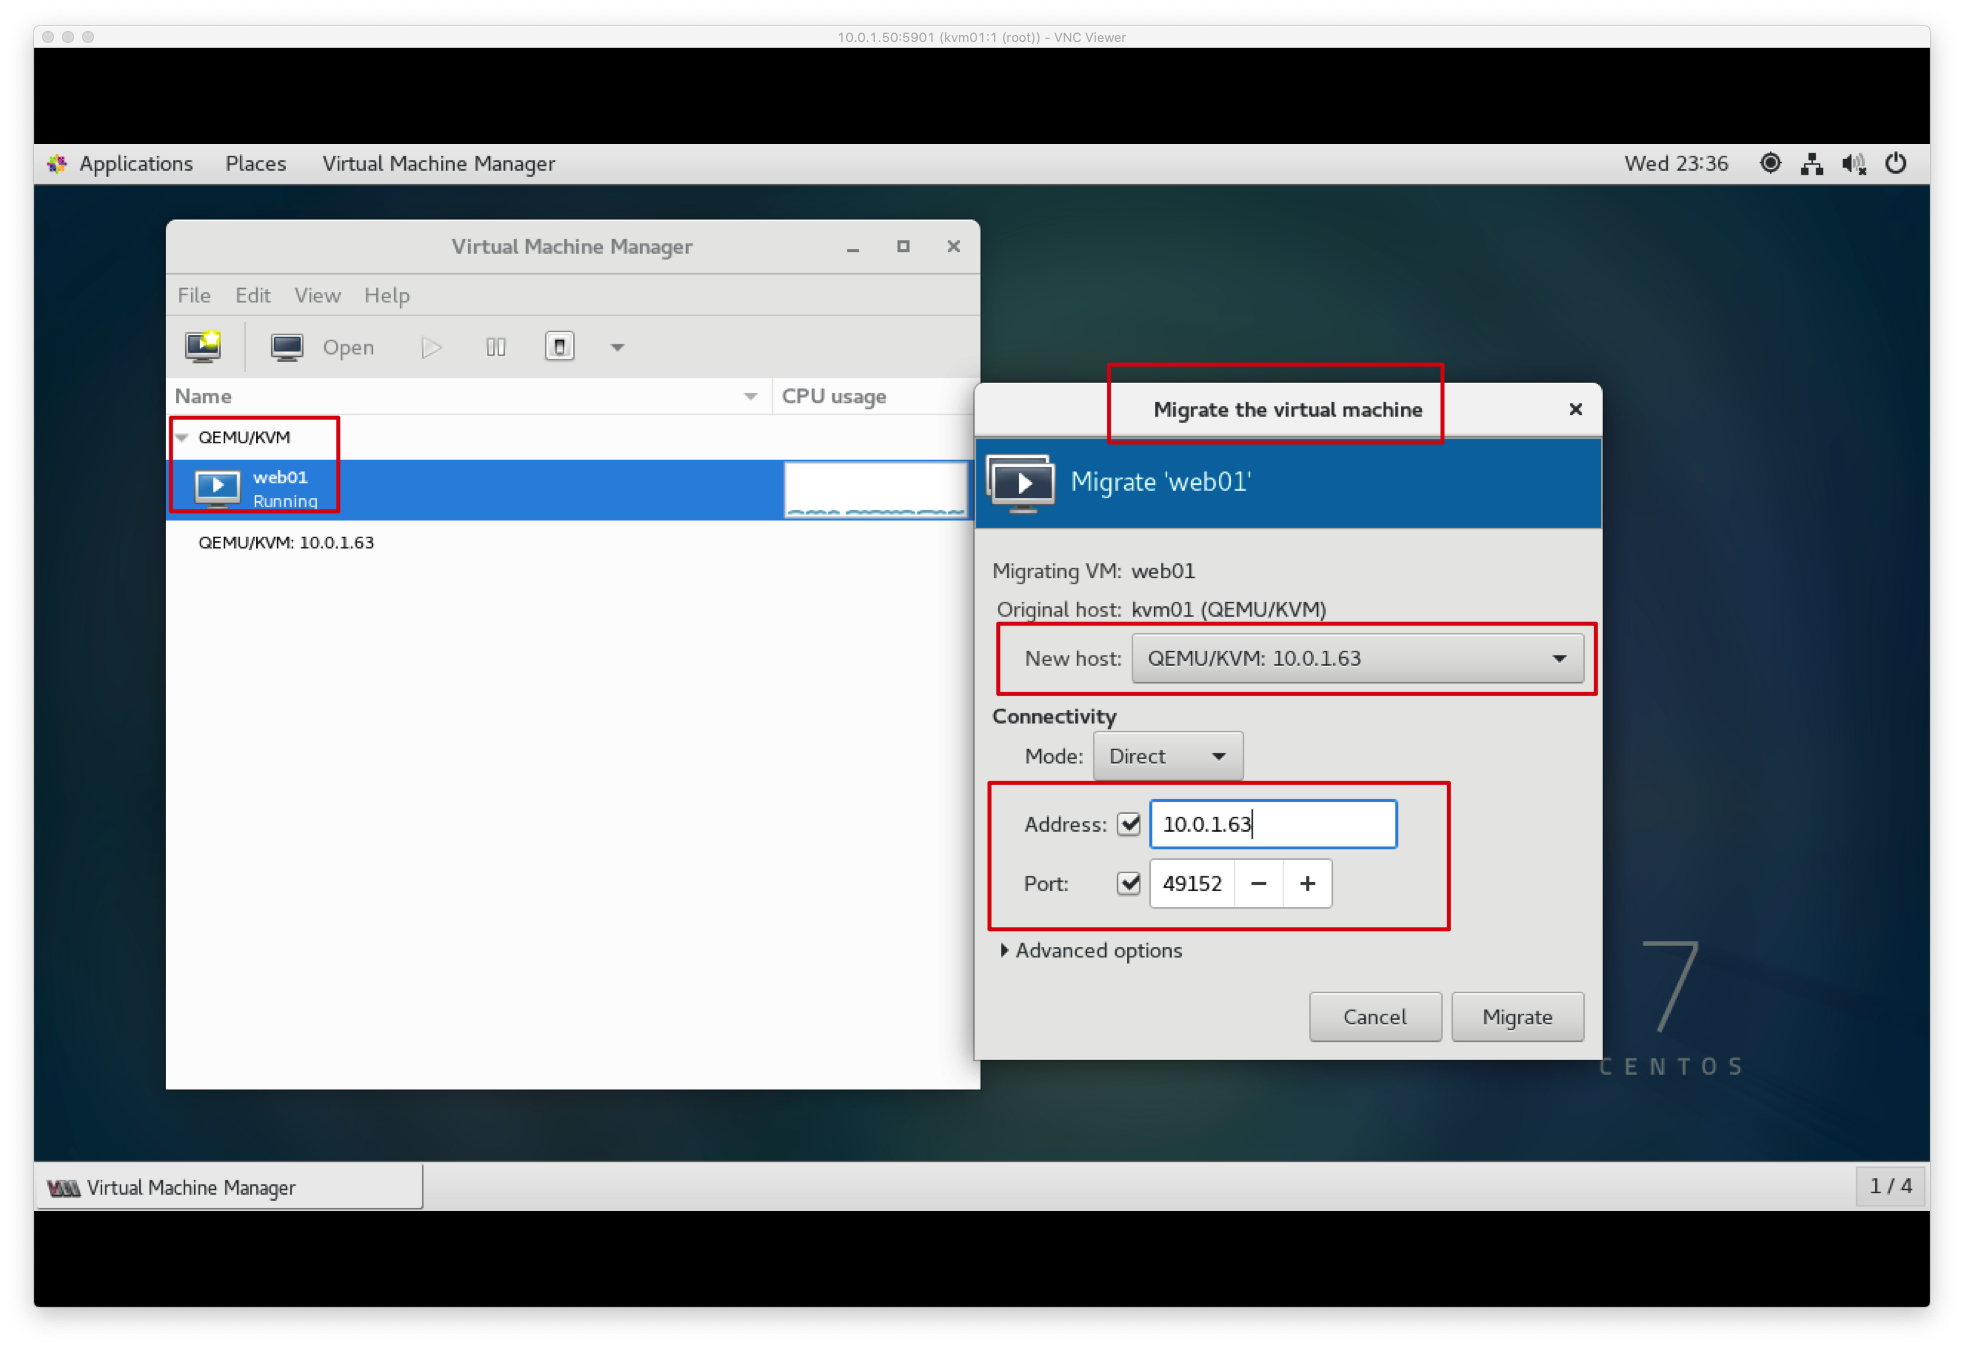 10.0.1.50:5901 (kvm01:1 (root)) - VNC Viewer
Applications Places Virtual Machine Manager Wed 23:36
Virtual Machine Manager
File Edit View Help
Open
Name CPU usage
QEMU/KVM
web01
Running
QEMU/KVM: 10.0.1.63
Migrate the virtual machine
Migrate 'web01'
Migrating VM: web01
Original host: kvm01 (QEMU/KVM)
New host: QEMU/KVM: 10.0.1.63
Connectivity
Mode: Direct
Address: 10.0.1.63
Port: 49152 − +
Advanced options
Cancel Migrate
7
CENTOS
Virtual Machine Manager 1 / 4